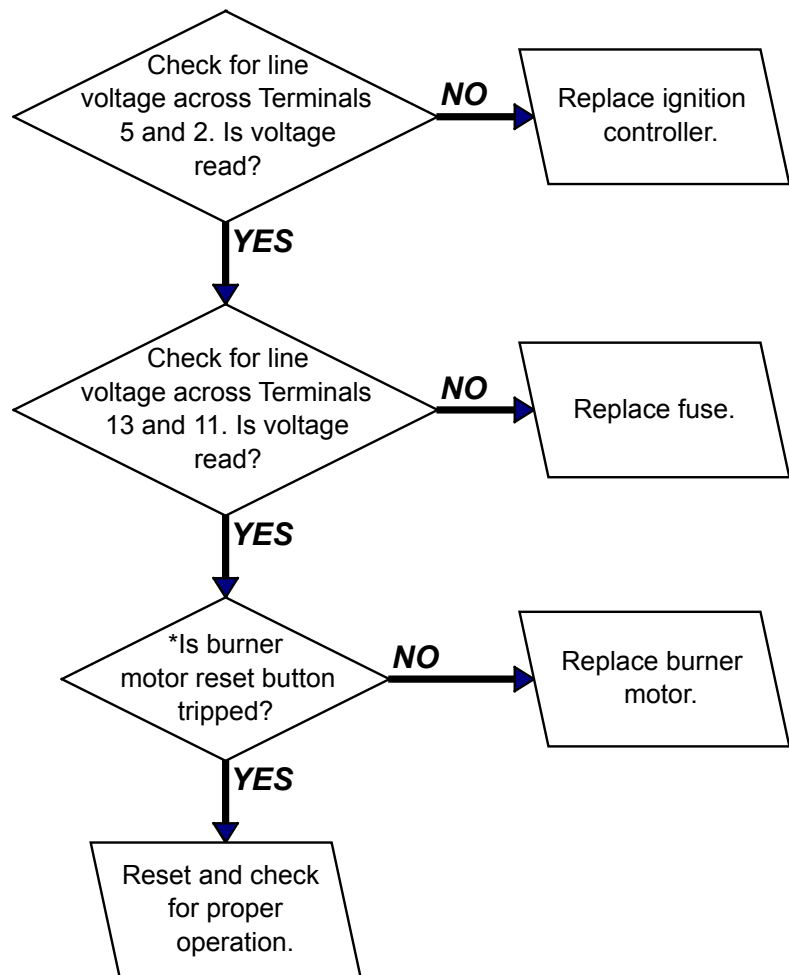 Check for line
voltage across Terminals
5 and 2. Is voltage
read?
NO
Replace ignition
controller.
YES
Check for line
voltage across Terminals
13 and 11. Is voltage
read?
NO
Replace fuse.
YES
*Is burner
motor reset button
tripped?
NO
Replace burner
motor.
YES
Reset and check
for proper
operation.